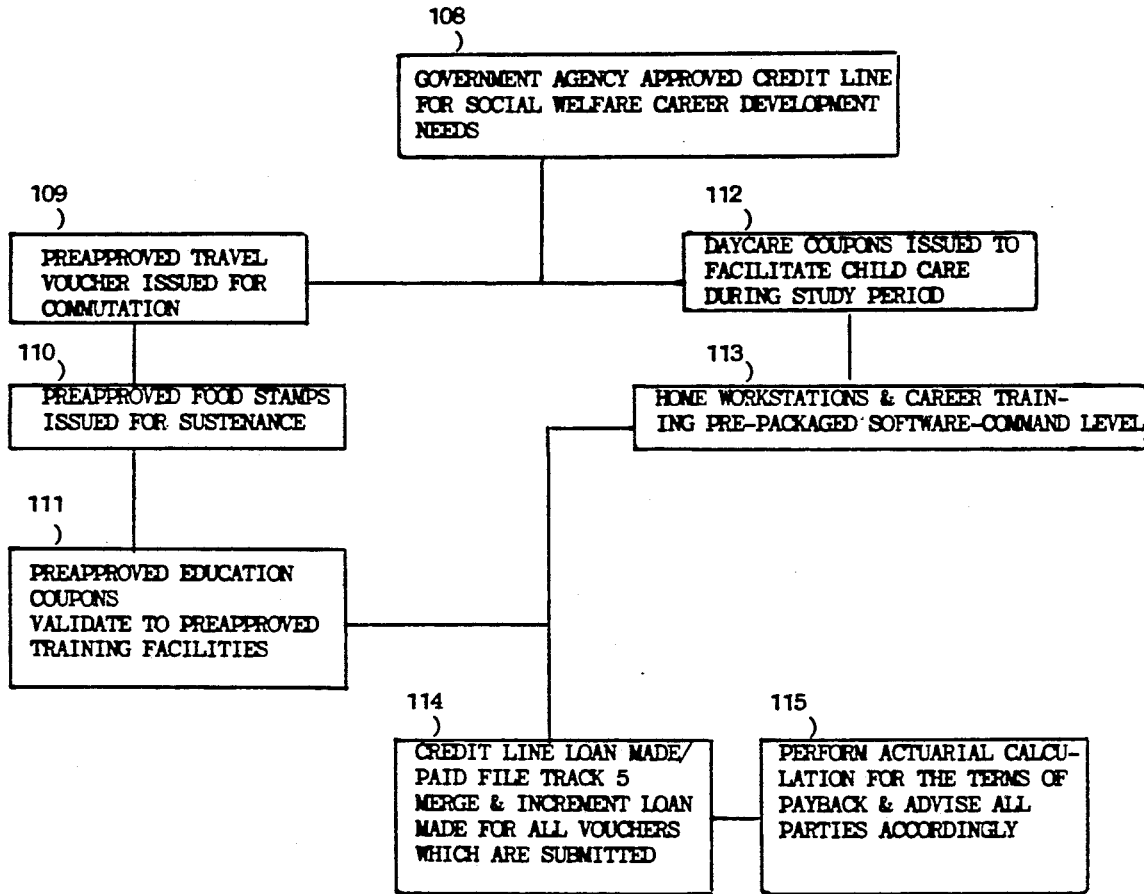 108
GOVERNMENT AGENCY APPROVED CREDIT LINE
FOR SOCIAL WELFARE CAREER DEVELOPMENT
NEEDS
109
PREAPPROVED TRAVEL
VOUCHER ISSUED FOR
COMMUTATION
112
DAYCARE COUPONS ISSUED TO
FACILITATE CHILD CARE
DURING STUDY PERIOD
110
PREAPPROVED FOOD STAMPS
ISSUED FOR SUSTENANCE
113
HOME WORKSTATIONS & CAREER TRAIN-
ING PRE-PACKAGED SOFTWARE-COMMAND LEVEL
111
PREAPPROVED EDUCATION
COUPONS
VALIDATE TO PREAPPROVED
TRAINING FACILITIES
114
CREDIT LINE LOAN MADE/
PAID FILE TRACK 5
MERGE & INCREMENT LOAN
MADE FOR ALL VOUCHERS
WHICH ARE SUBMITTED
115
PERFORM ACTUARIAL CALCU-
LATION FOR THE TERMS OF
PAYBACK & ADVISE ALL
PARTIES ACCORDINGLY